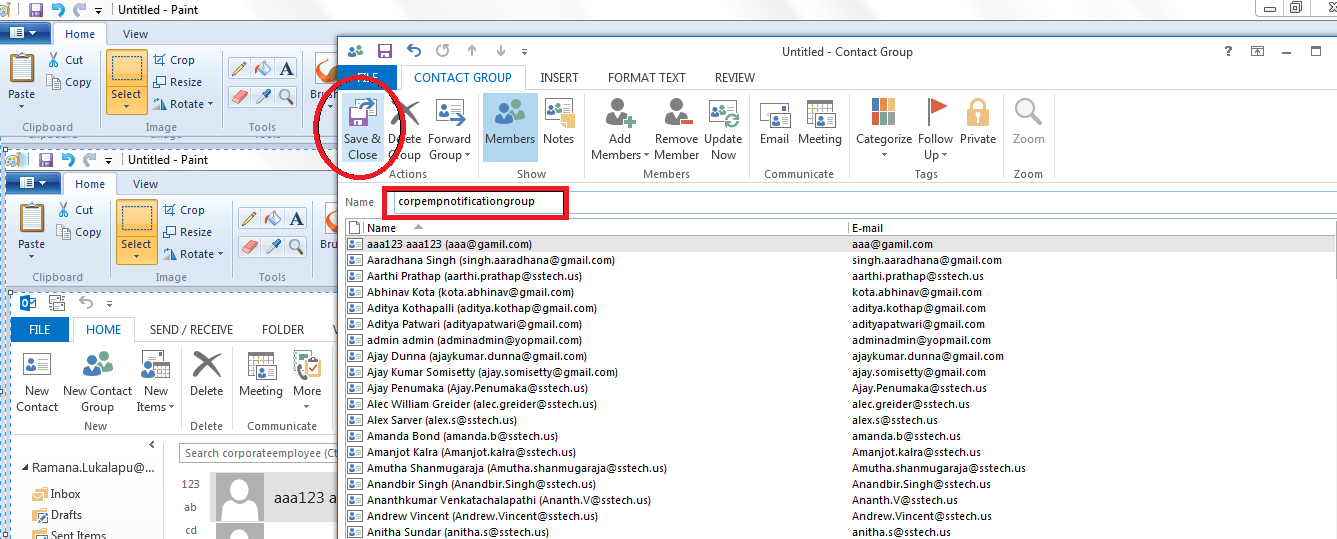 Untitled - Paint
Home View
Cut
Copy
Paste
Clipboard
Crop
Resize
Rotate
Select
Image
A
Tools
Untitled - Paint
Home View
Cut
Copy
Paste
Clipboard
Crop
Resize
Rotate
Select
Image
A
Tools
FILE HOME SEND / RECEIVE FOLDER
New Contact
New Contact Group
New Items
New
Delete
Delete
Meeting More
Communicate
Ramana.Lukalapu@...
Inbox
Drafts
Sent Items
Search corporateemployee (Ct
123
ab
cd
aaa123 a
Untitled - Contact Group
?
FILE CONTACT GROUP INSERT FORMAT TEXT REVIEW
Save & Close
Delete Group
Forward Group
Actions
Members Notes
Show
Add Members
Remove Member
Update Now
Members
Email Meeting
Communicate
Categorize Follow Up Private
Tags
Zoom
Zoom
Name corpempnotificationgroup
Name E-mail
aaa123 aaa123 (aaa@gamil.com) aaa@gamil.com
Aaradhana Singh (singh.aaradhana@gmail.com) singh.aaradhana@gmail.com
Aarthi Prathap (aarthi.prathap@sstech.us) aarthi.prathap@sstech.us
Abhinav Kota (kota.abhinav@gmail.com) kota.abhinav@gmail.com
Aditya Kothapalli (aditya.kothap@gmail.com) aditya.kothap@gmail.com
Aditya Patwari (adityapatwari@gmail.com) adityapatwari@gmail.com
admin admin (adminadmin@yopmail.com) adminadmin@yopmail.com
Ajay Dunna (ajaykumar.dunna@gmail.com) ajaykumar.dunna@gmail.com
Ajay Kumar Somisetty (ajay.somisetty@gmail.com) ajay.somisetty@gmail.com
Ajay Penumaka (Ajay.Penumaka@sstech.us) Ajay.Penumaka@sstech.us
Alec William Greider (alec.greider@sstech.us) alec.greider@sstech.us
Alex Sarver (alex.s@sstech.us) alex.s@sstech.us
Amanda Bond (amanda.b@sstech.us) amanda.b@sstech.us
Amanjot Kalra (Amanjot.kalra@sstech.us) Amanjot.kalra@sstech.us
Amutha Shanmugaraja (Amutha.shanmugaraja@sstech.us) Amutha.shanmugaraja@sstech.us
Anandbir Singh (Anandbir.Singh@sstech.us) Anandbir.Singh@sstech.us
Ananthkumar Venkatachalapathi (Ananth.V@sstech.us) Ananth.V@sstech.us
Andrew Vincent (Andrew.Vincent@sstech.us) Andrew.Vincent@sstech.us
Anitha Sundar (anitha.s@sstech.us) anitha.s@sstech.us